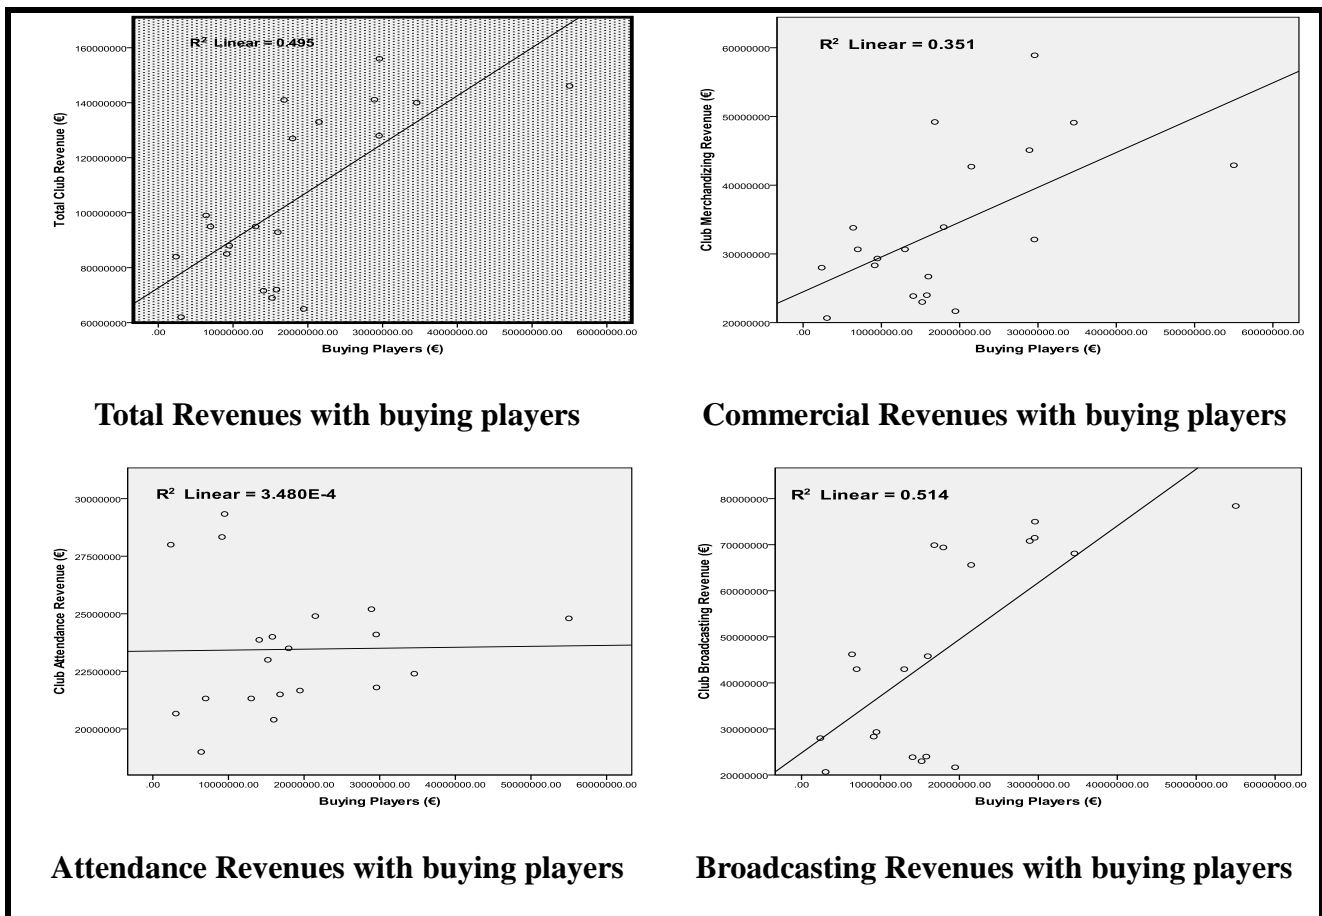 R² Linear = 0.495
160000000
140000000
120000000
100000000
80000000
60000000
Total Club Revenue (€)
.00 10000000.00 20000000.00 30000000.00 40000000.00 50000000.00 60000000.00
Buying Players (€)
Total Revenues with buying players
R² Linear = 0.351
60000000
50000000
40000000
30000000
20000000
Club Merchandizing Revenue (€)
.00 10000000.00 20000000.00 30000000.00 40000000.00 50000000.00 60000000.00
Buying Players (€)
Commercial Revenues with buying players
R² Linear = 3.480E-4
30000000
27500000
25000000
22500000
20000000
Club Attendance Revenue (€)
.00 10000000.00 20000000.00 30000000.00 40000000.00 50000000.00 60000000.00
Buying Players (€)
Attendance Revenues with buying players
R² Linear = 0.514
80000000
70000000
60000000
50000000
40000000
30000000
20000000
Club Broadcasting Revenue (€)
.00 10000000.00 20000000.00 30000000.00 40000000.00 50000000.00 60000000.00
Buying Players (€)
Broadcasting Revenues with buying players